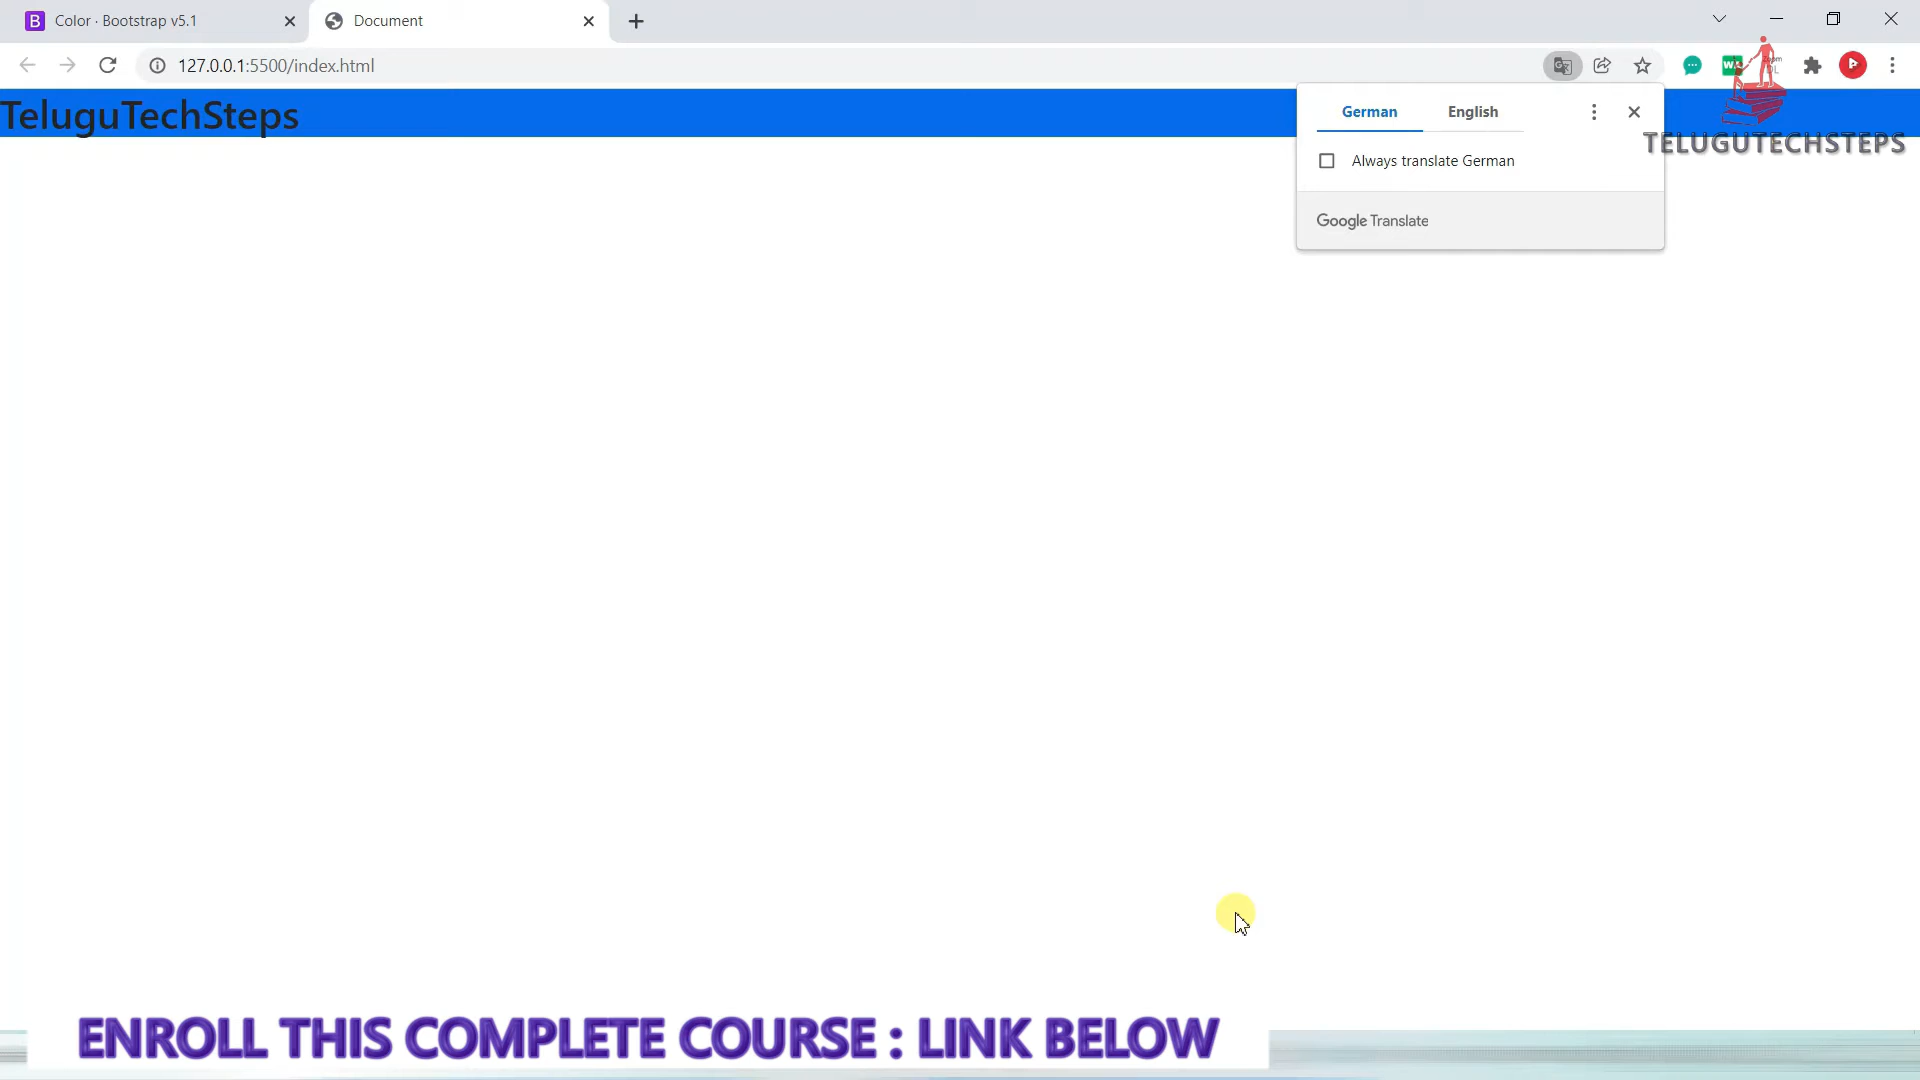 Color · Bootstrap v5.1
Document
127.0.0.1:5500/index.html
TeluguTechSteps
German
English
Always translate German
Google Translate
TELUGUTECHSTEPS
ENROLL THIS COMPLETE COURSE : LINK BELOW